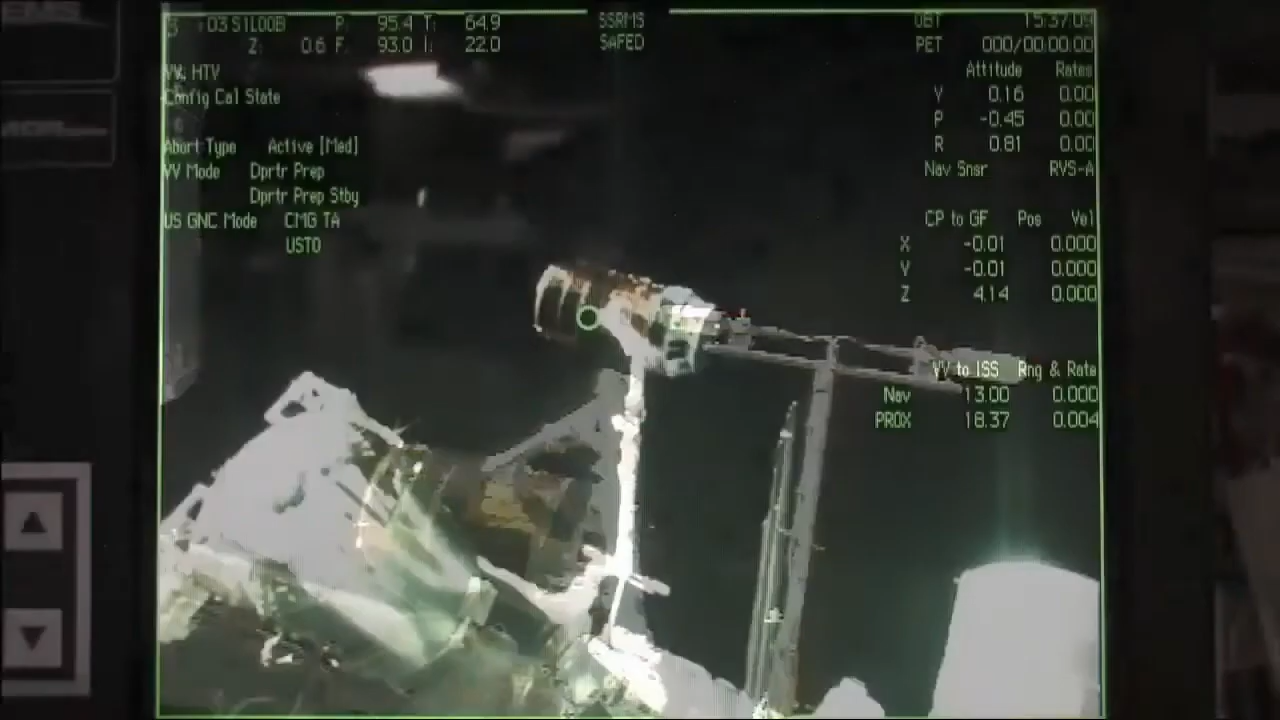 03 S1LOOB P: 95.4 T: 64.9 SSRMS GMT 15:37:09
Z: 0.6 F: 93.0 I: 22.0 SAFED PET 000/00:00:00
VV: HTV Attitude Rates
Config Cal State Y 0.16 0.00
P -0.45 0.00
Abort Type Active [Med] R 0.81 0.00
VV Mode Dprtr Prep Nav Snsr RVS-A
Dprtr Prep Stby
US GNC Mode CMG TA CP to GF Pos Vel
USTO X -0.01 0.000
Y -0.01 0.000
Z 4.14 0.000
VV to ISS Rng & Rate
Nav 13.00 0.000
PROX 18.37 0.004